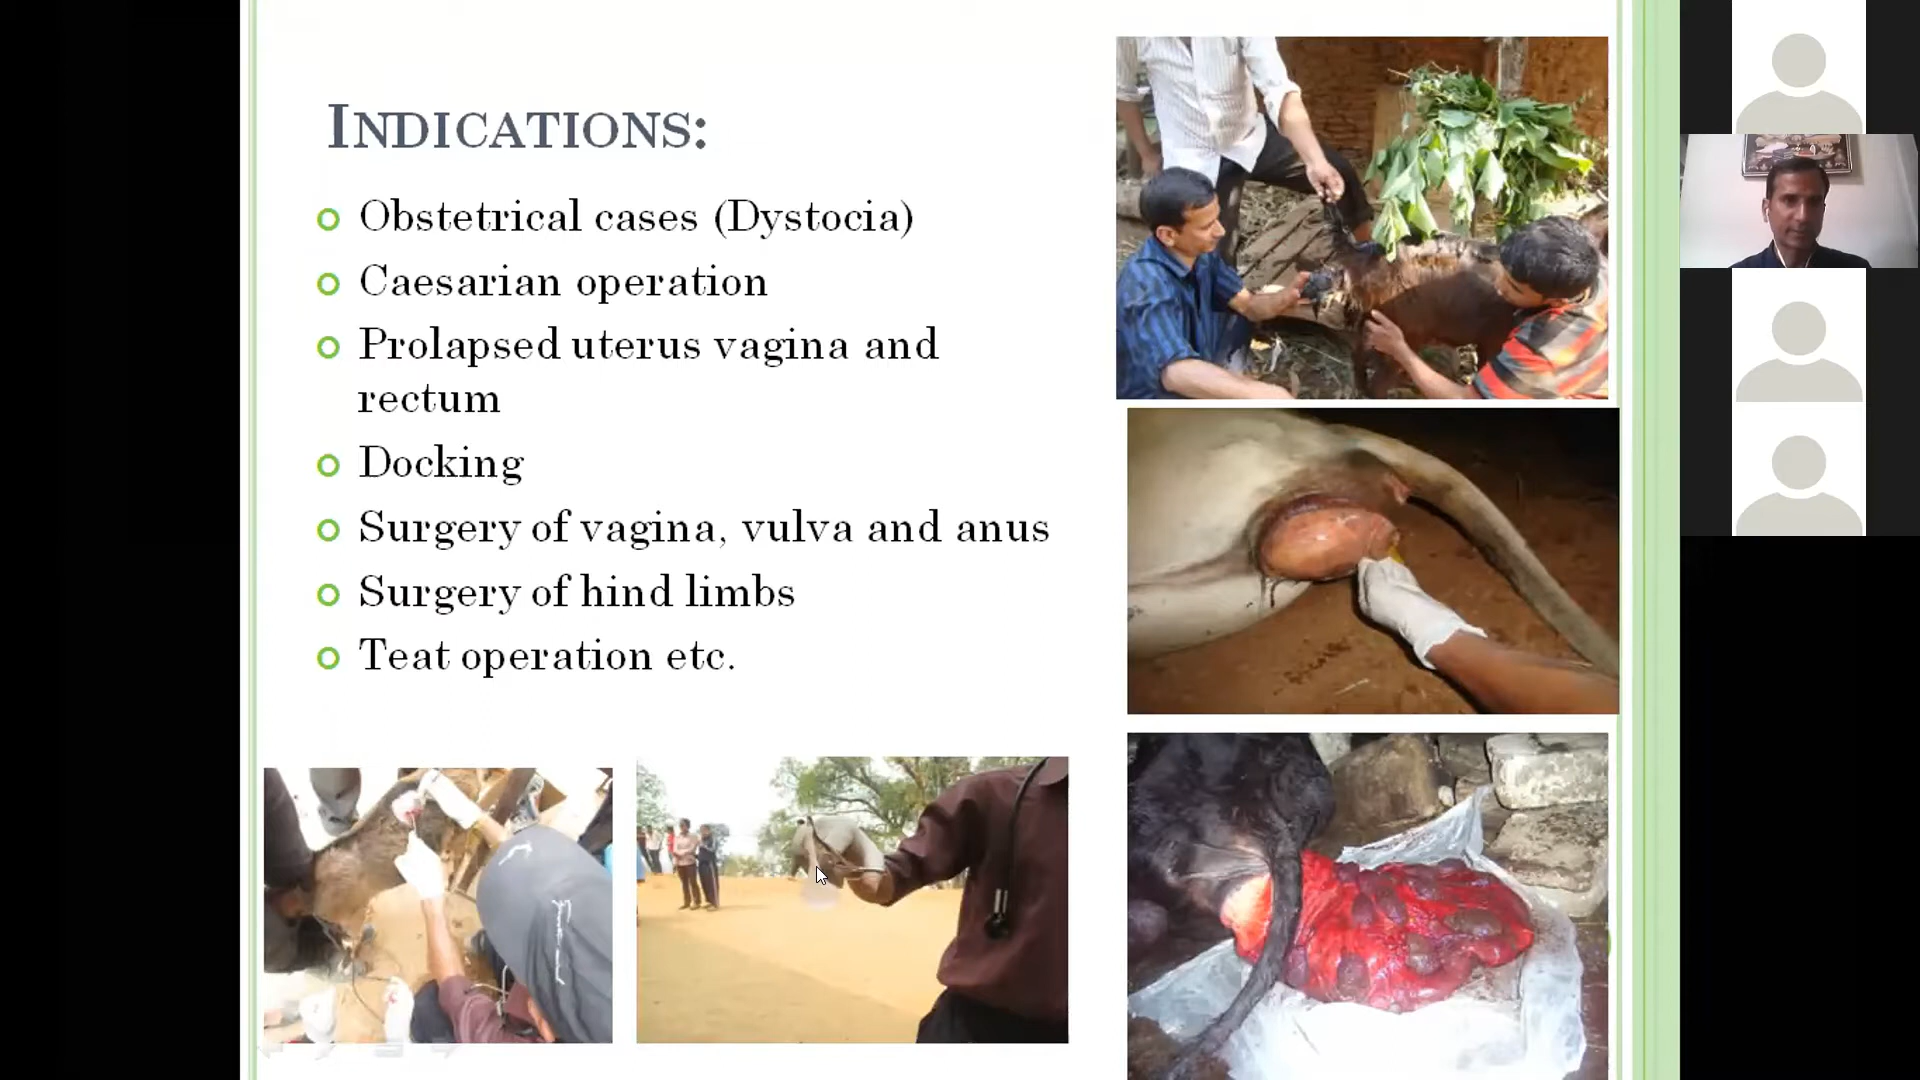 INDICATIONS:
Obstetrical cases (Dystocia)
Caesarian operation
Prolapsed uterus vagina and
rectum
Docking
Surgery of vagina, vulva and anus
Surgery of hind limbs
Teat operation etc.